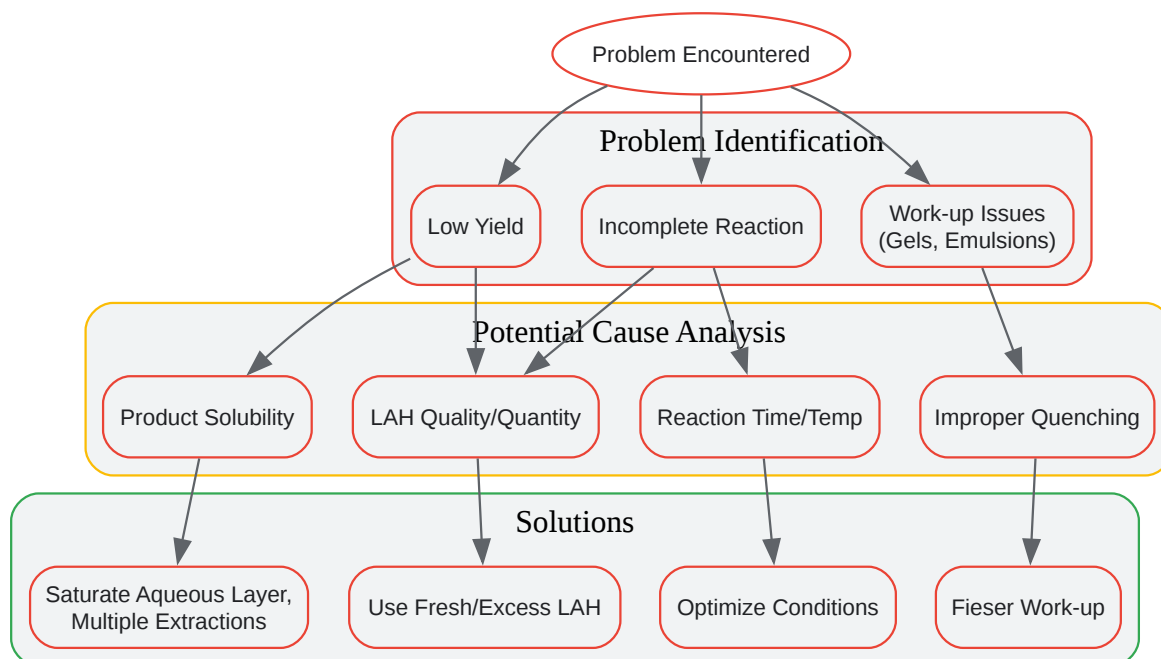 Problem Encountered
Problem Identification
Low Yield
Incomplete Reaction
Work-up Issues
(Gels, Emulsions)
Potential Cause Analysis
Product Solubility
LAH Quality/Quantity
Reaction Time/Temp
Improper Quenching
Solutions
Saturate Aqueous Layer,
Multiple Extractions
Use Fresh/Excess LAH
Optimize Conditions
Fieser Work-up